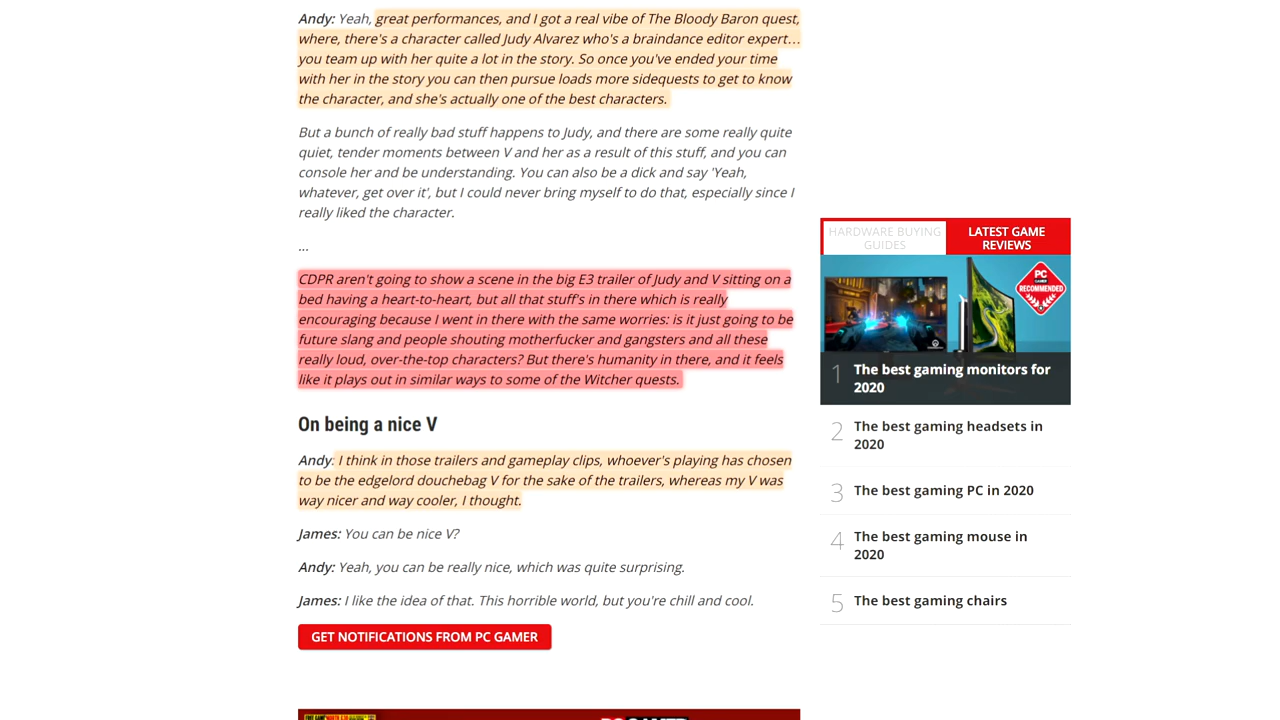 Andy: Yeah, great performances, and I got a real vibe of The Bloody Baron quest,
where, there's a character called Judy Alvarez who's a braindance editor expert…
you team up with her quite a lot in the story. So once you've ended your time
with her in the story you can then pursue loads more sidequests to get to know
the character, and she's actually one of the best characters.
But a bunch of really bad stuff happens to Judy, and there are some really quite
quiet, tender moments between V and her as a result of this stuff, and you can
console her and be understanding. You can also be a dick and say 'Yeah,
whatever, get over it', but I could never bring myself to do that, especially since I
really liked the character.
...
CDPR aren't going to show a scene in the big E3 trailer of Judy and V sitting on a
bed having a heart-to-heart, but all that stuff's in there which is really
encouraging because I went in there with the same worries: is it just going to be
future slang and people shouting motherfucker and gangsters and all these
really loud, over-the-top characters? But there's humanity in there, and it feels
like it plays out in similar ways to some of the Witcher quests.
On being a nice V
Andy: I think in those trailers and gameplay clips, whoever's playing has chosen
to be the edgelord douchebag V for the sake of the trailers, whereas my V was
way nicer and way cooler, I thought.
James: You can be nice V?
Andy: Yeah, you can be really nice, which was quite surprising.
James: I like the idea of that. This horrible world, but you're chill and cool.
GET NOTIFICATIONS FROM PC GAMER
HARDWARE BUYING
GUIDES
LATEST GAME
REVIEWS
PC
GAMER
RECOMMENDED
1 The best gaming monitors for
2020
2 The best gaming headsets in
2020
3 The best gaming PC in 2020
4 The best gaming mouse in
2020
5 The best gaming chairs